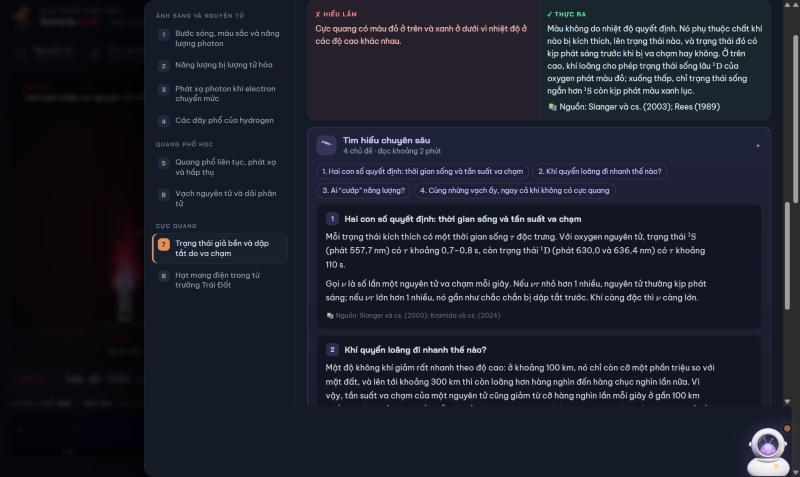 ÁNH SÁNG VÀ NGUYÊN TỬ
1 Bước sóng, màu sắc và năng
lượng photon
2 Năng lượng bị lượng tử hóa
3 Phát xạ photon khi electron
chuyển mức
4 Các dãy phổ của hydrogen
QUANG PHỔ HỌC
5 Quang phổ liên tục, phát xạ
và hấp thụ
6 Vạch nguyên tử và dải phân
tử
CỰC QUANG
7 Trạng thái giả bền và dập
tắt do va chạm
8 Hạt mang điện trong từ
trường Trái Đất
✗ HIỂU LẦM
Cực quang có màu đỏ ở trên và xanh ở dưới vì nhiệt độ ở
các độ cao khác nhau.
✓ THỰC RA
Màu không do nhiệt độ quyết định. Nó phụ thuộc chất khí
nào bị kích thích, lên trạng thái nào, và trạng thái đó có
kịp phát sáng trước khi bị va chạm hay không. Ở trên
cao, khí loãng cho phép trạng thái sống lâu ¹D của
oxygen phát màu đỏ; xuống thấp, chỉ trạng thái sống
ngắn hơn ¹S còn kịp phát màu xanh lục.
Nguồn: Slanger và cs. (2003); Rees (1989)
Tìm hiểu chuyên sâu
4 chủ đề · đọc khoảng 2 phút
1. Hai con số quyết định: thời gian sống và tần suất va chạm
2. Khí quyển loãng đi nhanh thế nào?
3. Ai “cướp” năng lượng?
4. Cùng những vạch ấy, ngay cả khi không có cực quang
1 Hai con số quyết định: thời gian sống và tần suất va chạm
Mỗi trạng thái kích thích có một thời gian sống τ đặc trưng. Với oxygen nguyên tử, trạng thái ¹S
(phát 557,7 nm) có τ khoảng 0,7–0,8 s, còn trạng thái ¹D (phát 630,0 và 636,4 nm) có τ khoảng
110 s.
Gọi ν là số lần một nguyên tử va chạm mỗi giây. Nếu ντ nhỏ hơn 1 nhiều, nguyên tử thường kịp phát
sáng; nếu ντ lớn hơn 1 nhiều, nó gần như chắc chắn bị dập tắt trước. Khí càng đặc thì ν càng lớn.
Nguồn: Slanger và cs. (2003); Kramida và cs. (2024)
2 Khí quyển loãng đi nhanh thế nào?
Mật độ không khí giảm rất nhanh theo độ cao: ở khoảng 100 km, nó chỉ còn cỡ một phần triệu so với
mặt đất, và lên tới khoảng 300 km thì còn loãng hơn hàng nghìn đến hàng chục nghìn lần nữa. Vì
vậy, tần suất va chạm của một nguyên tử cũng giảm từ cỡ hàng nghìn lần mỗi giây ở gần 100 km